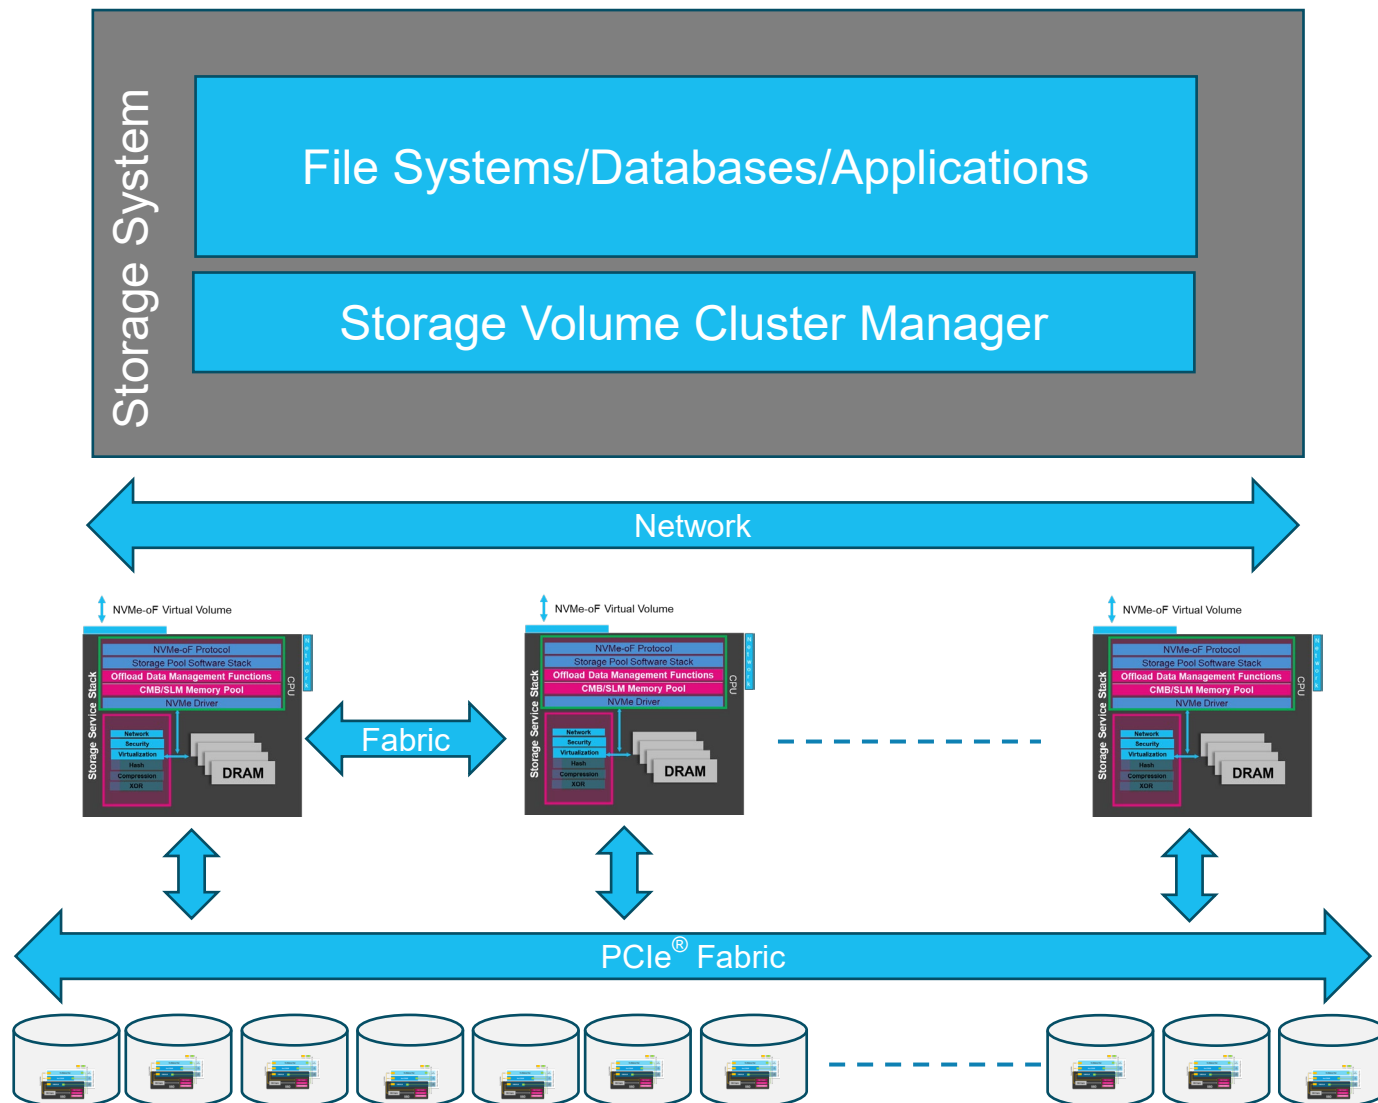 Storage System
File Systems/Databases/Applications
Storage Volume Cluster Manager
Network
NVMe-oF Virtual Volume
Storage Service Stack
NVMe-oF Protocol
Storage Pool Software Stack
Offload Data Management Functions
CMB/SLM Memory Pool
NVMe Driver
CPU
Network
Network
Security
Virtualization
Hash
Compression
XOR
DRAM
Fabric
NVMe-oF Virtual Volume
Storage Service Stack
NVMe-oF Protocol
Storage Pool Software Stack
Offload Data Management Functions
CMB/SLM Memory Pool
NVMe Driver
CPU
Network
Network
Security
Virtualization
Hash
Compression
XOR
DRAM
NVMe-oF Virtual Volume
Storage Service Stack
NVMe-oF Protocol
Storage Pool Software Stack
Offload Data Management Functions
CMB/SLM Memory Pool
NVMe Driver
CPU
Network
Network
Security
Virtualization
Hash
Compression
XOR
DRAM
PCIe® Fabric